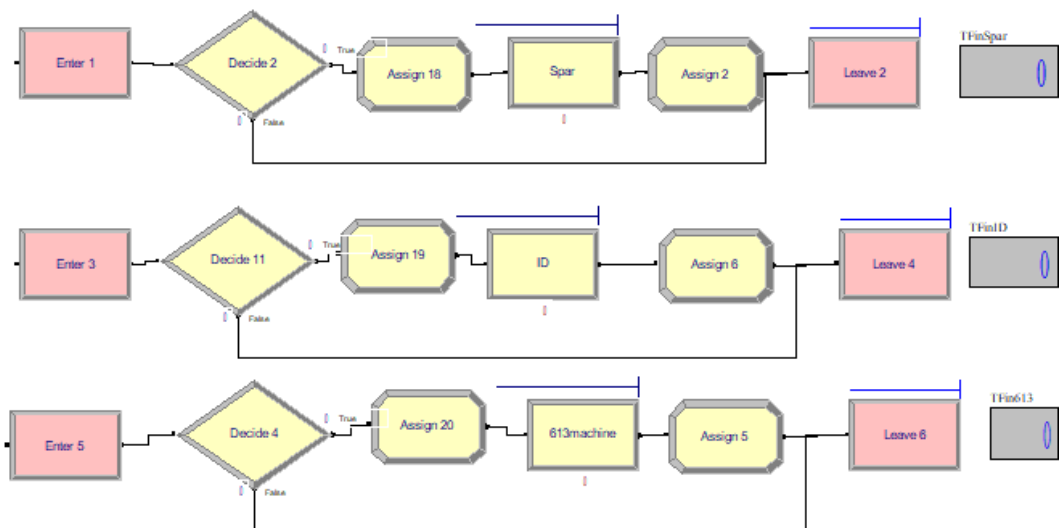 TFinSpar
Enter 1
Decide 2
True
Assign 18
Spar
Assign 2
Leave 2
False
TFinID
Enter 3
Decide 11
True
Assign 19
ID
Assign 6
Leave 4
False
TFin613
Enter 5
Decide 4
True
Assign 20
613machine
Assign 5
Leave 6
False